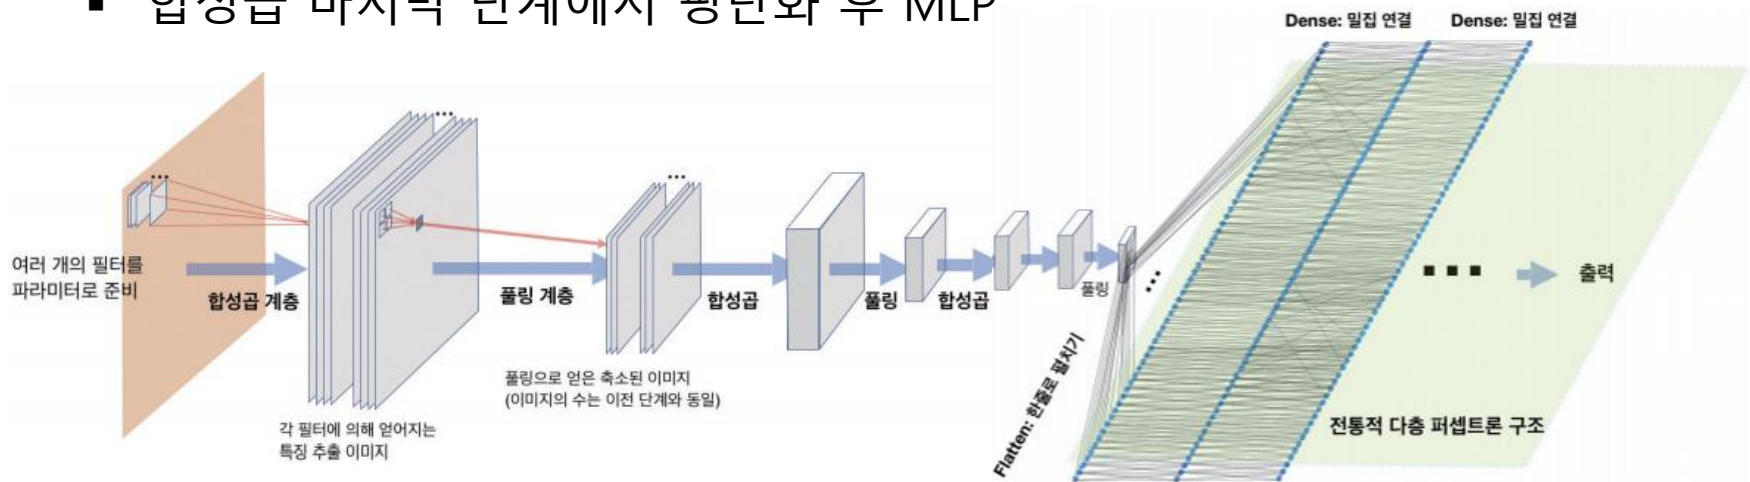 ▪ 합성곱 마지막 단계에서 평탄화 후 MLP
Dense: 밀집 연결
Dense: 밀집 연결
...
...
...
여러 개의 필터를
파라미터로 준비
합성곱 계층
풀링 계층
합성곱
풀링
합성곱
풀링
...
...
출력
풀링으로 얻은 축소된 이미지
(이미지의 수는 이전 단계와 동일)
각 필터에 의해 얻어지는
특징 추출 이미지
Flatten: 한줄로 펼치기
전통적 다층 퍼셉트론 구조